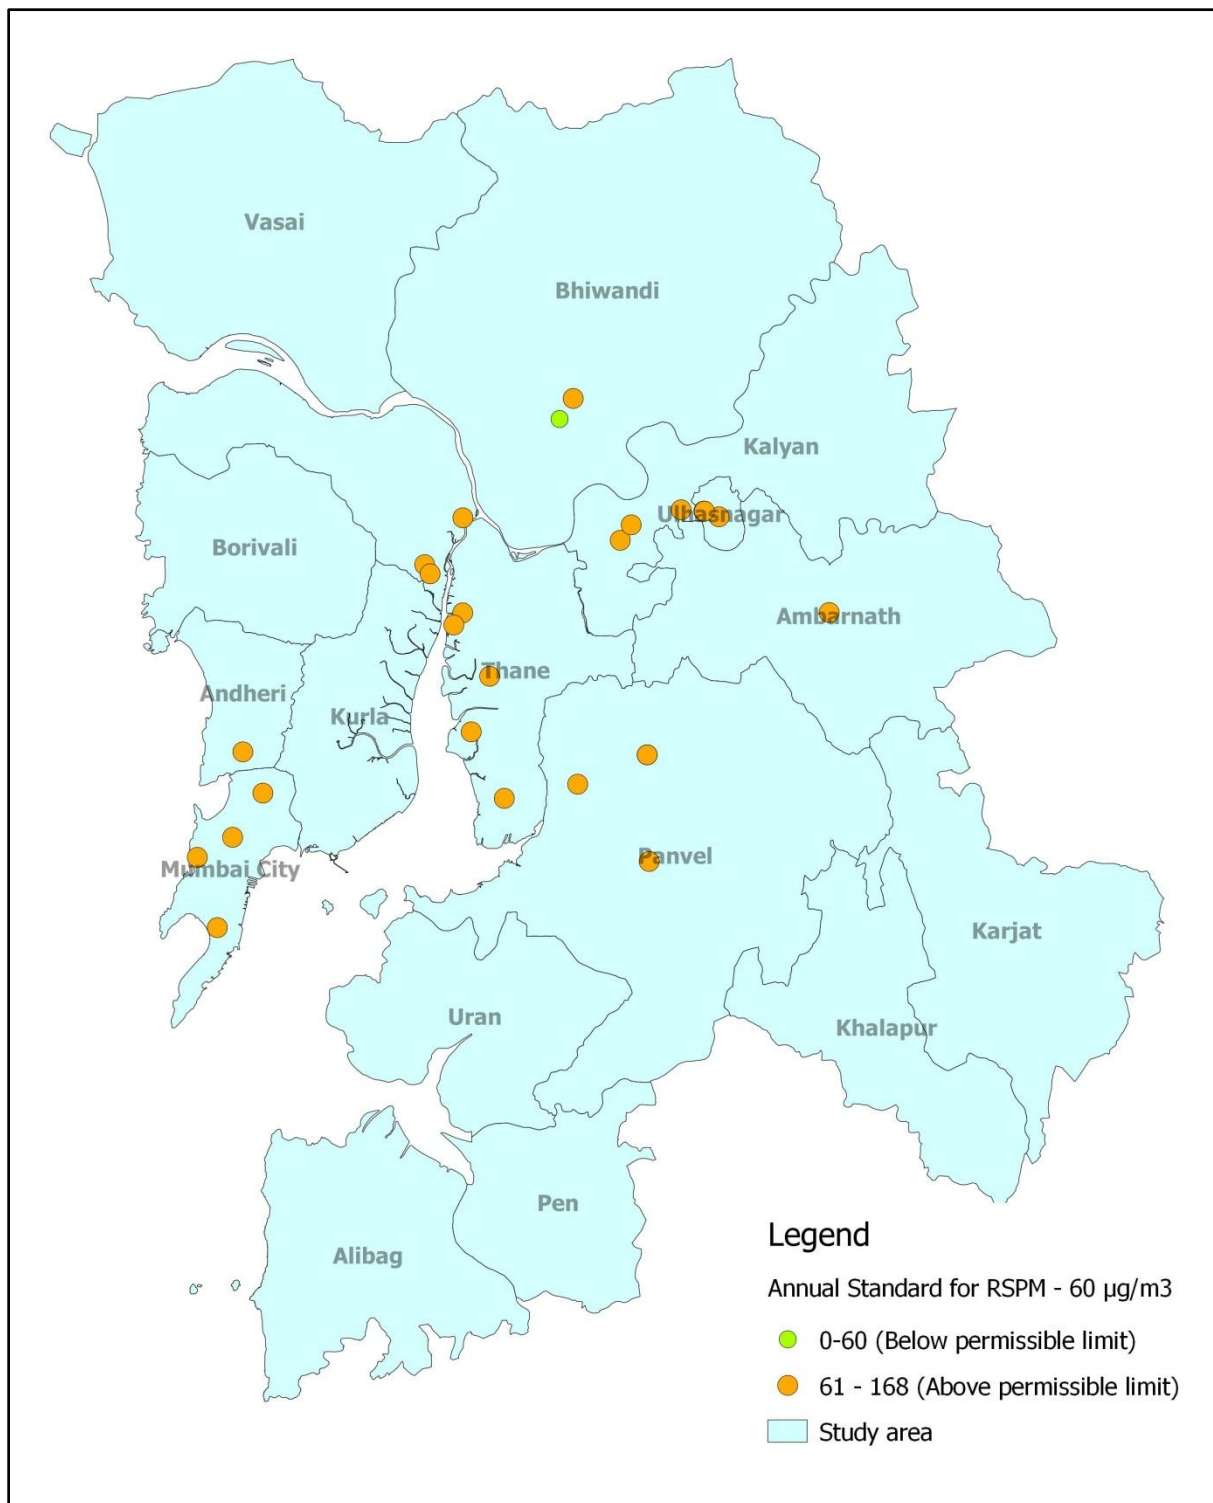 Vasai
Bhiwandi
Kalyan
Ulhasnagar
Borivali
Ambarnath
Thane
Andheri
Kurla
Panvel
Mumbai City
Karjat
Uran
Khalapur
Pen
Alibag
Legend
Annual Standard for RSPM - 60 µg/m3
0-60 (Below permissible limit)
61 - 168 (Above permissible limit)
Study area